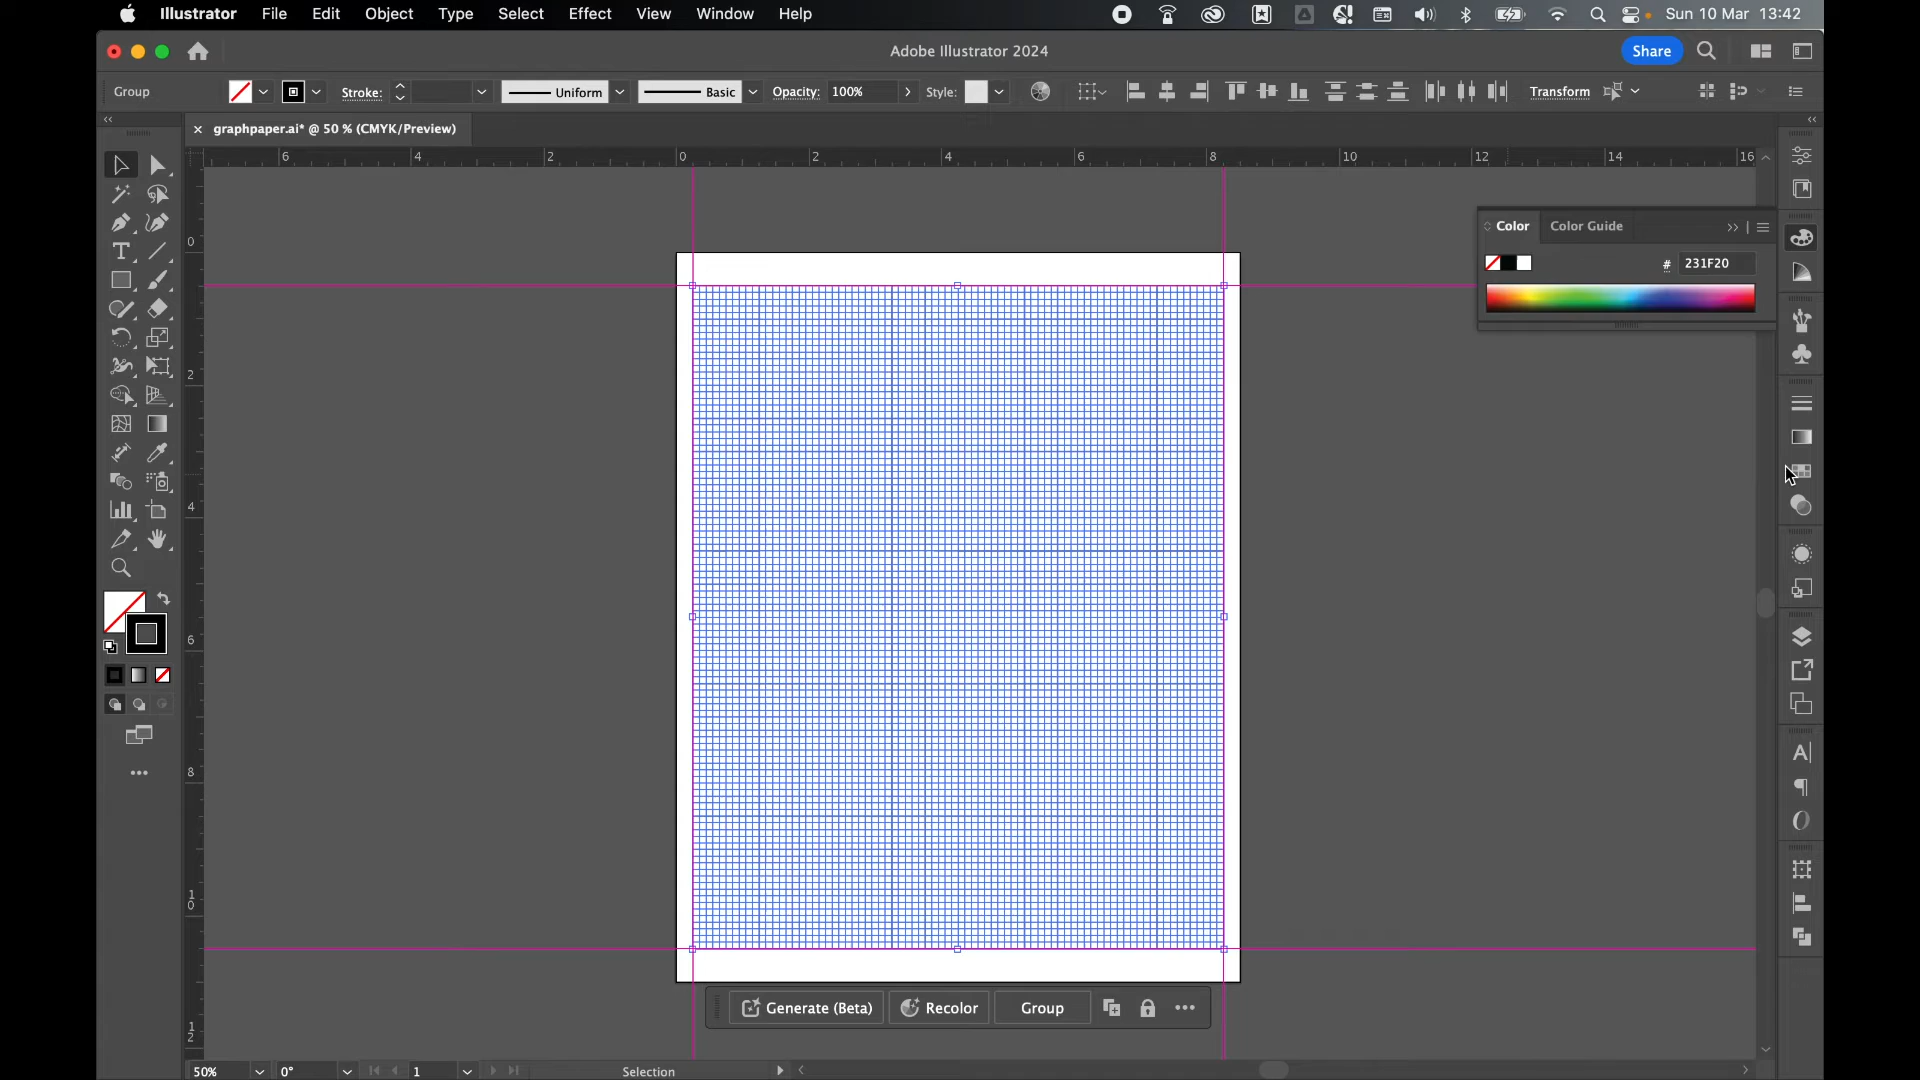 Illustrator File Edit Object Type Select Effect View Window Help
Sun 10 Mar 13:42
Adobe Illustrator 2024
Share
Group
Stroke:
Uniform
Basic
Opacity: 100%
Style:
Transform
graphpaper.ai* @ 50 % (CMYK/Preview)
6 4 2 0 2 4 6 8 10 12 14 16
Color
Color Guide
# 231F20
0
2
4
6
8
10
12
Generate (Beta)
Recolor
Group
50%
0°
1
Selection